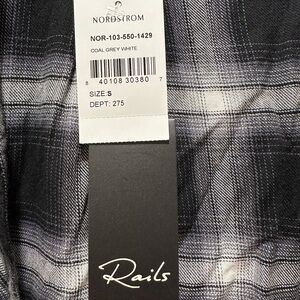 NORDSTROM
NOR-103-550-1429
COAL GREY WHITE
8 40108 30380 7
SIZE:S
DEPT: 275
Rails